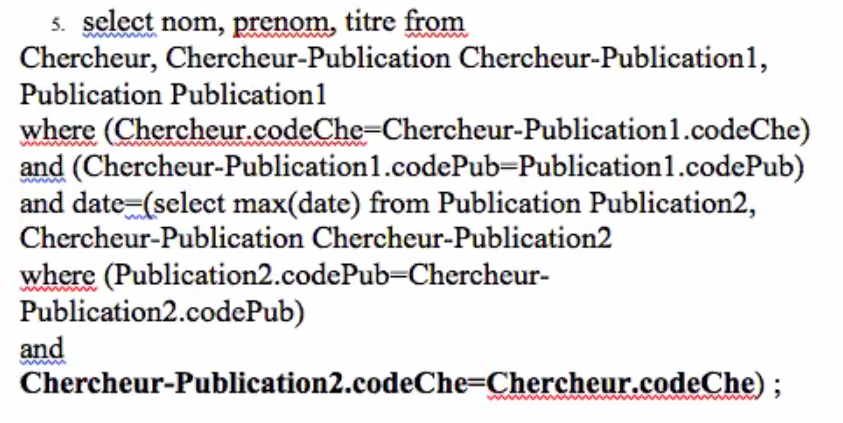 5. select nom, prenom, titre from
Chercheur, Chercheur-Publication Chercheur-Publication1,
Publication Publication1
where (Chercheur.codeChe=Chercheur-Publication1.codeChe)
and (Chercheur-Publication1.codePub=Publication1.codePub)
and date=(select max(date) from Publication Publication2,
Chercheur-Publication Chercheur-Publication2
where (Publication2.codePub=Chercheur-
Publication2.codePub)
and
Chercheur-Publication2.codeChe=Chercheur.codeChe) ;